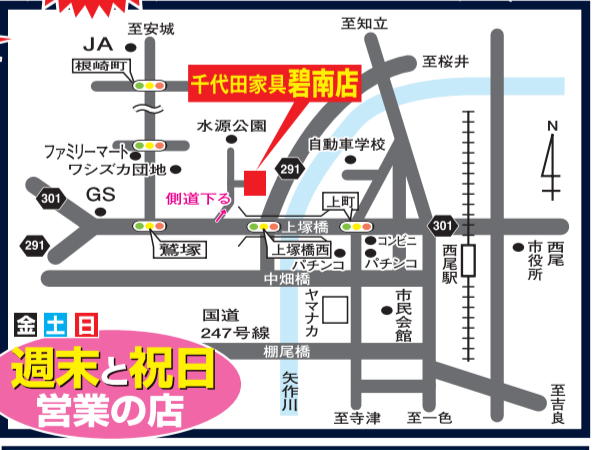 至安城
至知立
JA
根崎町
至桜井
千代田家具碧南店
水源公園
自動車学校
N
ファミリーマート
ワシズカ団地
291
301
GS
側道下る
上町
上塚橋
301
291
鷲塚
上塚橋西
コンビニ
パチンコ
パチンコ
西尾駅
西尾市役所
中畑橋
ヤマナカ
市民会館
国道
247号線
棚尾橋
矢作川
金土日
週末と祝日
営業の店
至寺津
至一色
至吉良